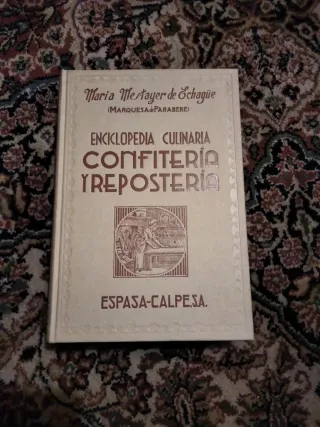 María Mestayer de Echagüe
(MARQUESA de PARABERE)
ENCICLOPEDIA CULINARIA
CONFITERÍA
Y REPOSTERÍA
ESPASA-CALPE, S.A.